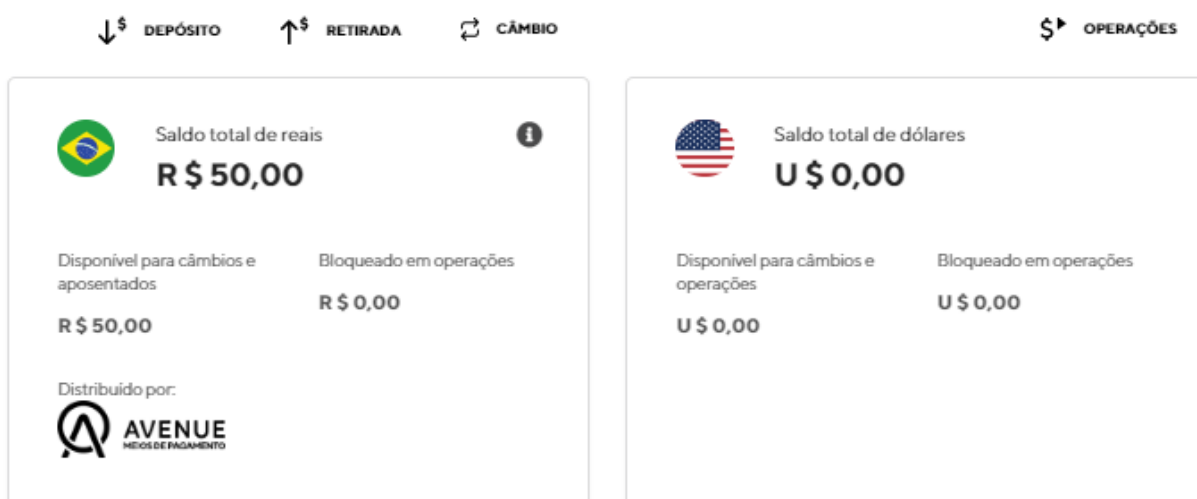 DEPÓSITO
RETIRADA
CÂMBIO
OPERAÇÕES
Saldo total de reais
R$ 50,00
Disponível para câmbios e
aposentados
R$ 50,00
Bloqueado em operações
R$ 0,00
Distribuido por:
AVENUE
MEIOS DE PAGAMENTO
Saldo total de dólares
U$ 0,00
Disponível para câmbios e
operações
U$ 0,00
Bloqueado em operações
U$ 0,00